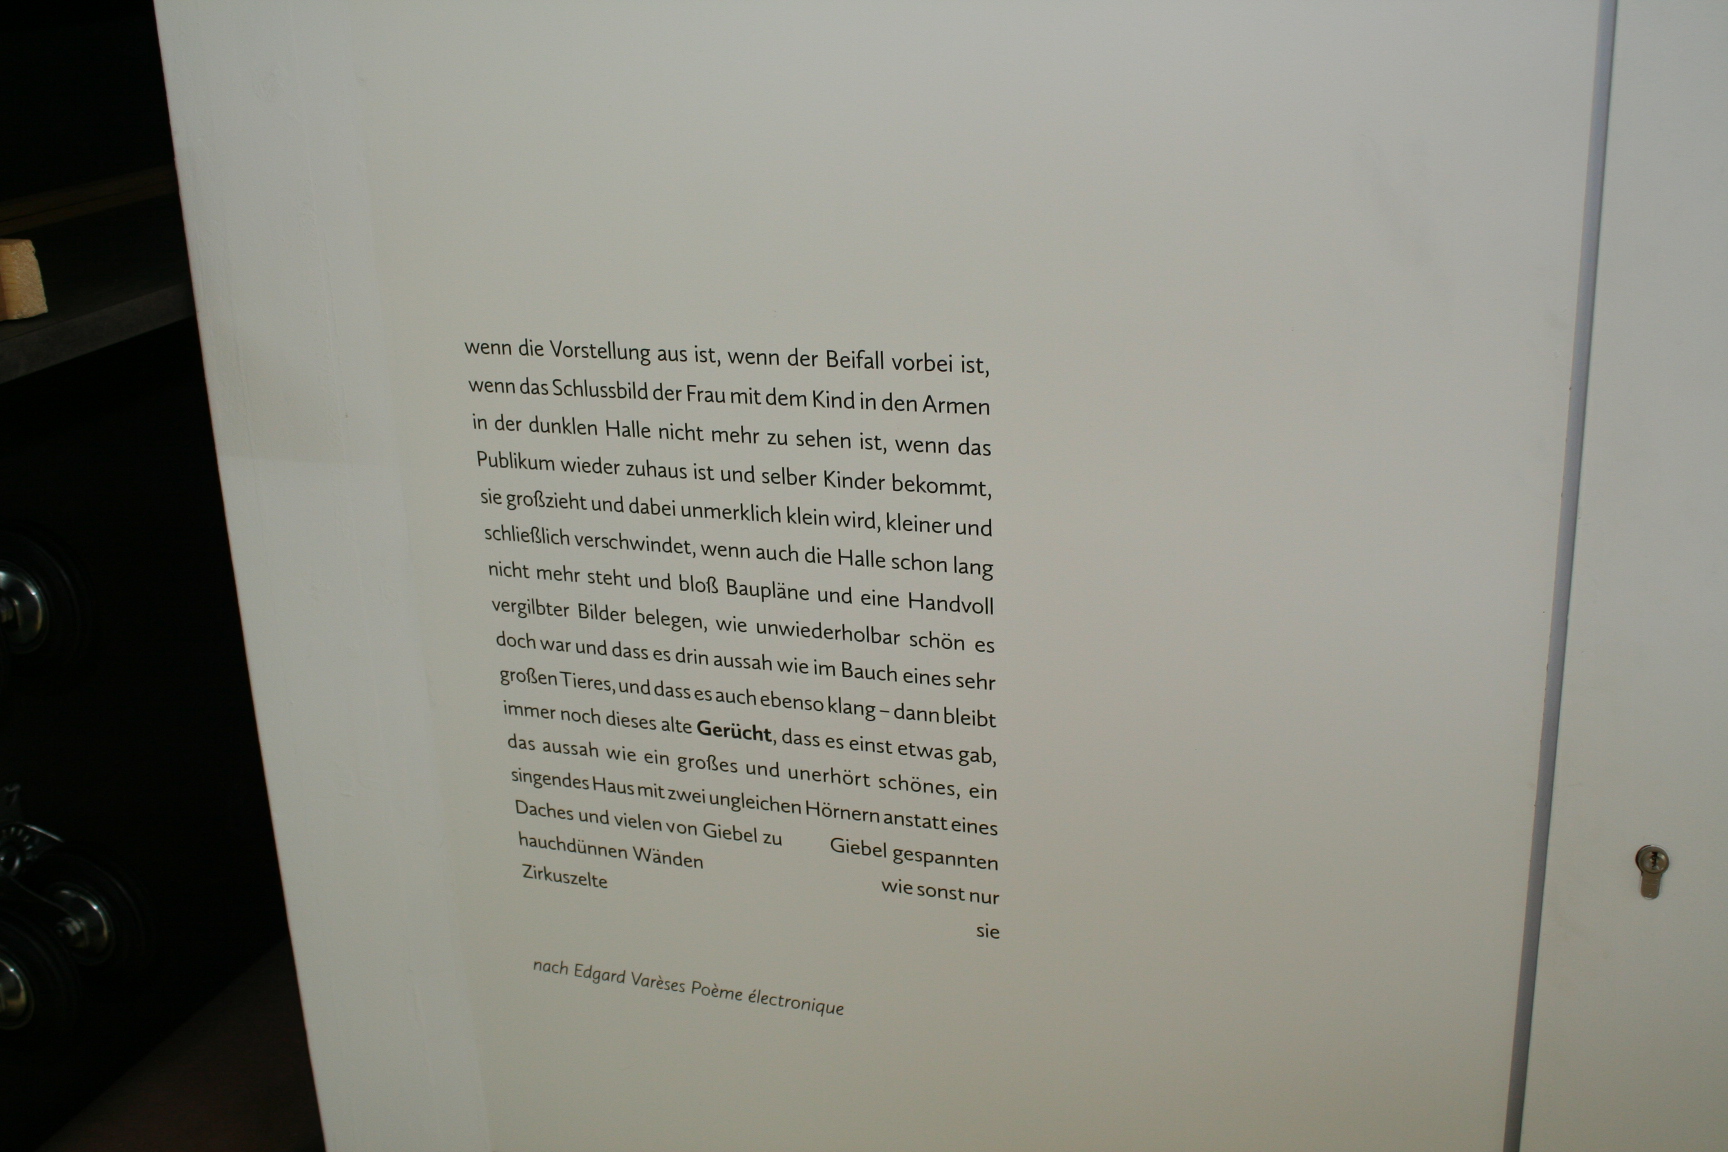 wenn die Vorstellung aus ist, wenn der Beifall vorbei ist,
wenn das Schlussbild der Frau mit dem Kind in den Armen
in der dunklen Halle nicht mehr zu sehen ist, wenn das
Publikum wieder zuhaus ist und selber Kinder bekommt,
sie großzieht und dabei unmerklich klein wird, kleiner und
schließlich verschwindet, wenn auch die Halle schon lang
nicht mehr steht und bloß Baupläne und eine Handvoll
vergilbter Bilder belegen, wie unwiederholbar schön es
doch war und dass es drin aussah wie im Bauch eines sehr
großen Tieres, und dass es auch ebenso klang – dann bleibt
immer noch dieses alte Gerücht, dass es einst etwas gab,
das aussah wie ein großes und unerhört schönes, ein
singendes Haus mit zwei ungleichen Hörnern anstatt eines
Daches und vielen von Giebel zu Giebel gespannten
hauchdünnen Wänden wie sonst nur
Zirkuszelte sie
nach Edgard Varèses Poème électronique